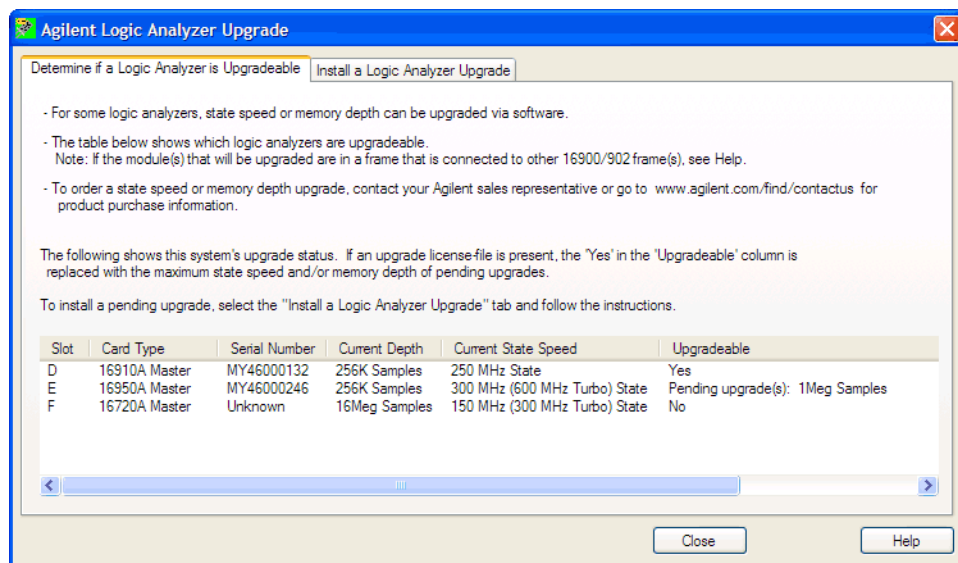 Agilent Logic Analyzer Upgrade
Determine if a Logic Analyzer is Upgradeable
Install a Logic Analyzer Upgrade
- For some logic analyzers, state speed or memory depth can be upgraded via software.
- The table below shows which logic analyzers are upgradeable.
Note: If the module(s) that will be upgraded are in a frame that is connected to other 16900/902 frame(s), see Help.
- To order a state speed or memory depth upgrade, contact your Agilent sales representative or go to www.agilent.com/find/contactus for
product purchase information.
The following shows this system's upgrade status. If an upgrade license-file is present, the 'Yes' in the 'Upgradeable' column is
replaced with the maximum state speed and/or memory depth of pending upgrades.
To install a pending upgrade, select the "Install a Logic Analyzer Upgrade" tab and follow the instructions.
Slot Card Type Serial Number Current Depth Current State Speed Upgradeable
D 16910A Master MY46000132 256K Samples 250 MHz State Yes
E 16950A Master MY46000246 256K Samples 300 MHz (600 MHz Turbo) State Pending upgrade(s): 1Meg Samples
F 16720A Master Unknown 16Meg Samples 150 MHz (300 MHz Turbo) State No
Close Help